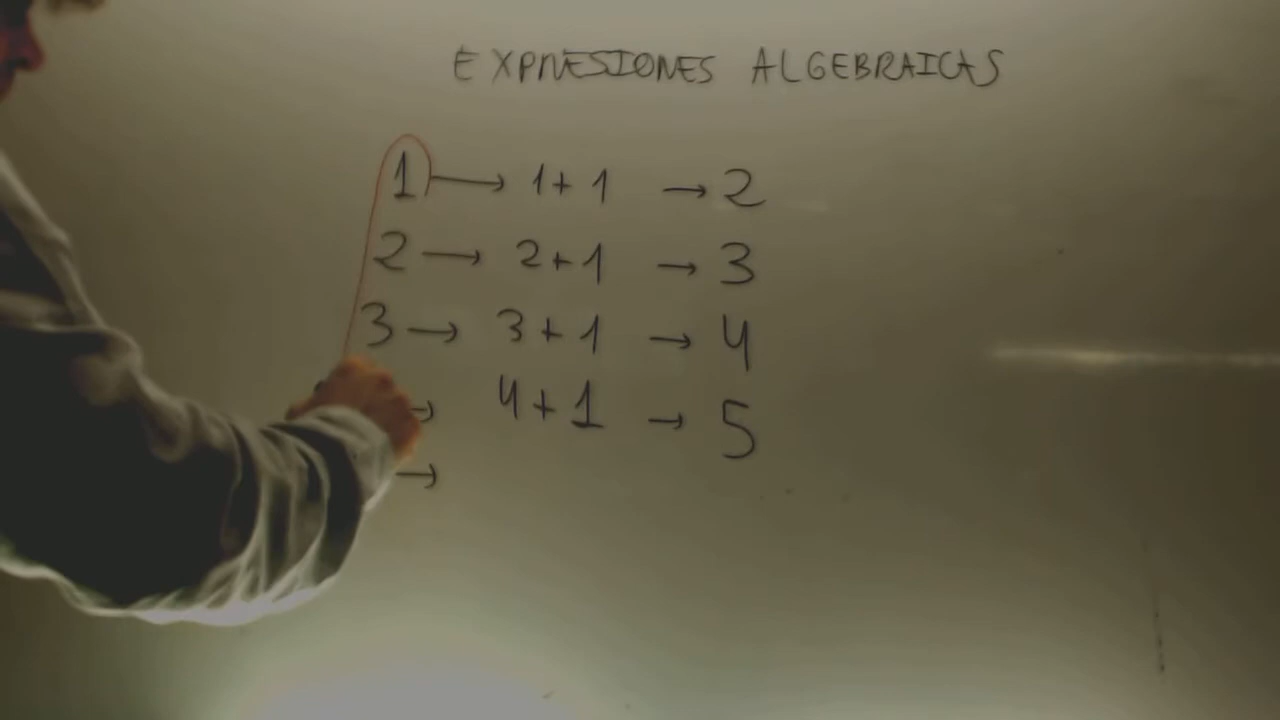 EXPRESIONES ALGEBRAICAS
1 → 1+1 → 2
2 → 2+1 → 3
3 → 3+1 → 4
→ 4+1 → 5
→